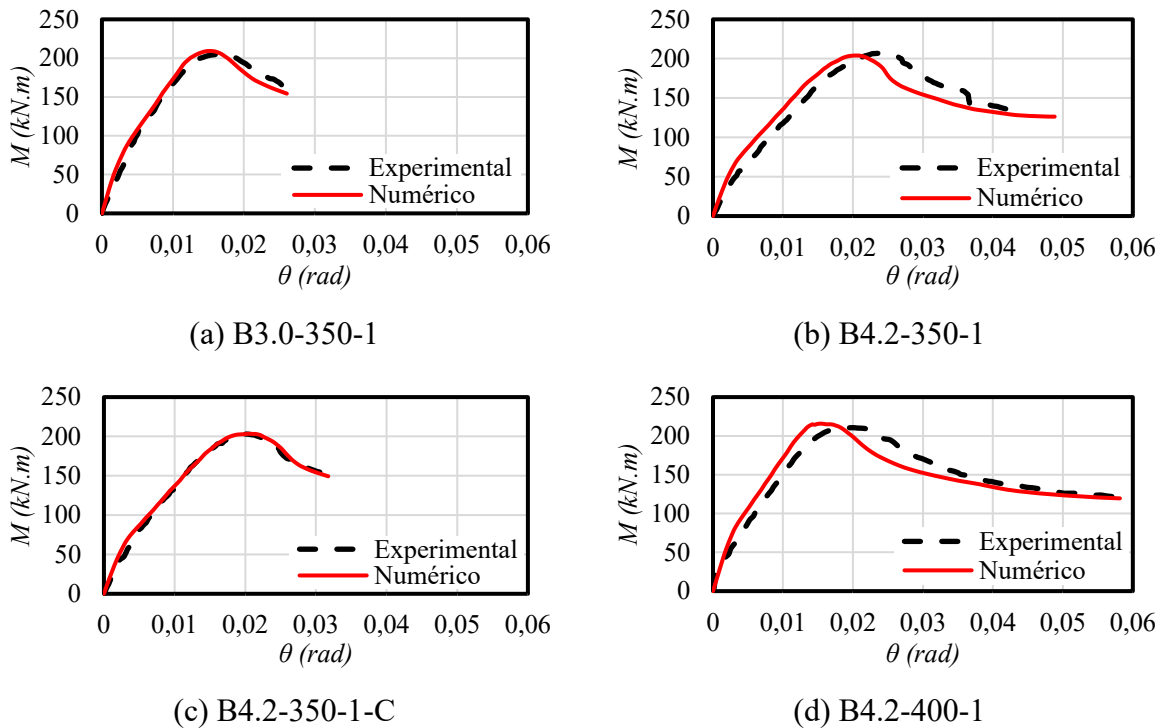 250
200
150
100
50
0
M (kN.m)
Experimental
Numérico
0 0,01 0,02 0,03 0,04 0,05 0,06
θ (rad)
(a) B3.0-350-1
250
200
150
100
50
0
M (kN.m)
Experimental
Numérico
0 0,01 0,02 0,03 0,04 0,05 0,06
θ (rad)
(b) B4.2-350-1
250
200
150
100
50
0
M (kN.m)
Experimental
Numérico
0 0,01 0,02 0,03 0,04 0,05 0,06
θ (rad)
(c) B4.2-350-1-C
250
200
150
100
50
0
M (kN.m)
Experimental
Numérico
0 0,01 0,02 0,03 0,04 0,05 0,06
θ (rad)
(d) B4.2-400-1